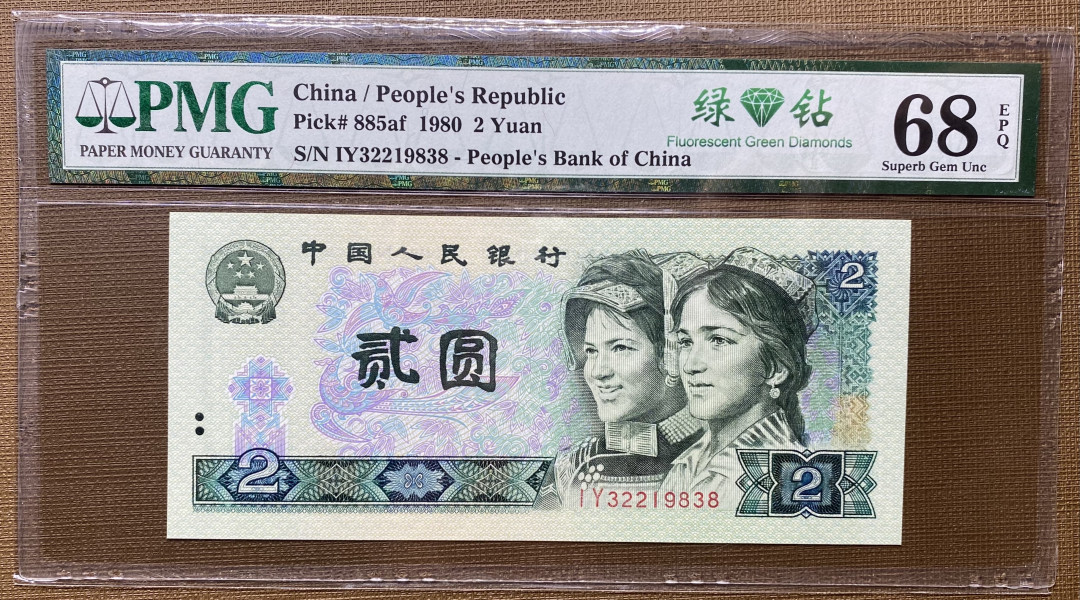 PMG
PAPER MONEY GUARANTY
China / People's Republic
Pick# 885af 1980 2 Yuan
S/N IY32219838 - People's Bank of China
绿钻
Fluorescent Green Diamonds
68
EPQ
Superb Gem Unc
中国人民银行
2
贰圆
2
2
IY32219838